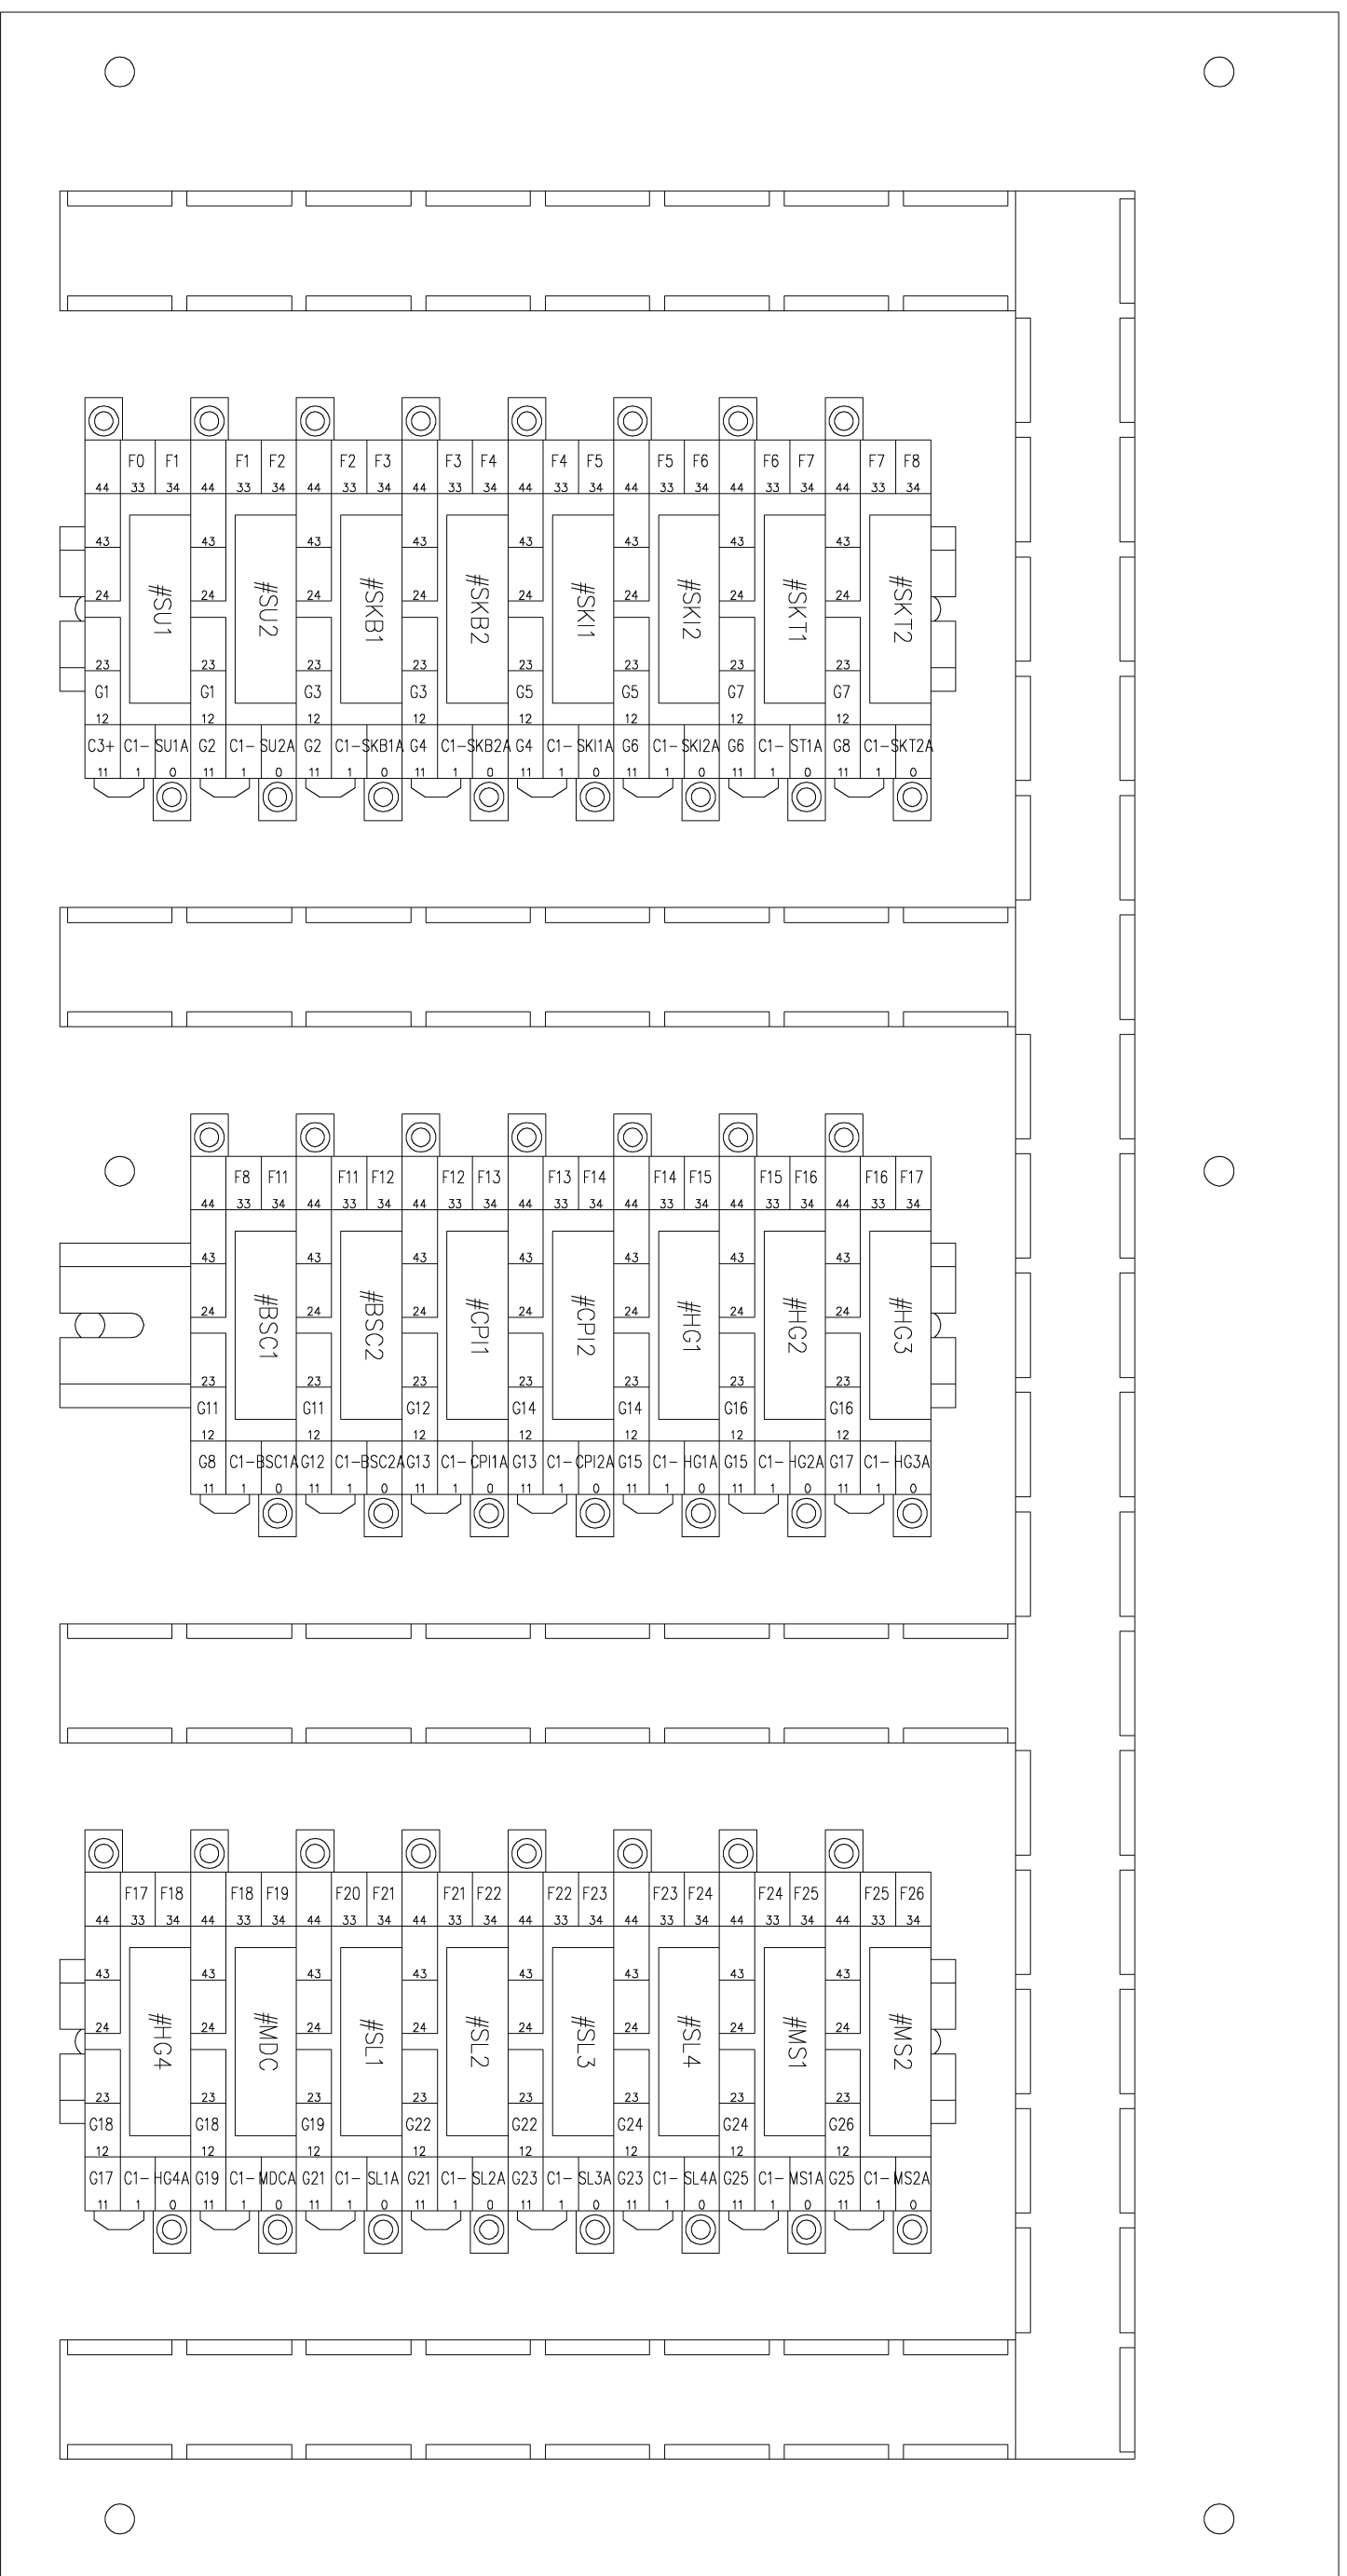 F0 F1 F1 F2 F2 F3 F3 F4 F4 F5 F5 F6 F6 F7 F7 F8
44 33 34 44 33 34 44 33 34 44 33 34 44 33 34 44 33 34 44 33 34 44 33 34
43 43 43 43 43 43 43 43
24 24 24 24 24 24 24 24
#SU1 #SU2 #SKB1 #SKB2 #SKI1 #SKI2 #SKT1 #SKT2
23 23 23 23 23 23 23 23
G1 G1 G3 G3 G5 G5 G7 G7
12 12 12 12 12 12 12 12
C3+ C1- SU1A G2 C1- SU2A G2 C1- SKB1A G4 C1- SKB2A G4 C1- SKI1A G6 C1- SKI2A G6 C1- ST1A G8 C1- SKT2A
11 1 0 11 1 0 11 1 0 11 1 0 11 1 0 11 1 0 11 1 0 11 1 0
F8 F11 F11 F12 F12 F13 F13 F14 F14 F15 F15 F16 F16 F17
44 33 34 44 33 34 44 33 34 44 33 34 44 33 34 44 33 34 44 33 34
43 43 43 43 43 43 43
24 24 24 24 24 24 24
#BSC1 #BSC2 #CPI1 #CPI2 #HG1 #HG2 #HG3
23 23 23 23 23 23 23
G11 G11 G12 G14 G14 G16 G16
12 12 12 12 12 12 12
G8 C1- BSC1A G12 C1- BSC2A G13 C1- CPI1A G13 C1- CPI2A G15 C1- HG1A G15 C1- HG2A G17 C1- HG3A
11 1 0 11 1 0 11 1 0 11 1 0 11 1 0 11 1 0 11 1 0
F17 F18 F18 F19 F20 F21 F21 F22 F22 F23 F23 F24 F24 F25 F25 F26
44 33 34 44 33 34 44 33 34 44 33 34 44 33 34 44 33 34 44 33 34 44 33 34
43 43 43 43 43 43 43 43
24 24 24 24 24 24 24 24
#HG4 #MDC #SL1 #SL2 #SL3 #SL4 #MS1 #MS2
23 23 23 23 23 23 23 23
G18 G18 G19 G22 G22 G24 G24 G26
12 12 12 12 12 12 12 12
G17 C1- HG4A G19 C1- MDCA G21 C1- SL1A G21 C1- SL2A G23 C1- SL3A G23 C1- SL4A G25 C1- MS1A G25 C1- MS2A
11 1 0 11 1 0 11 1 0 11 1 0 11 1 0 11 1 0 11 1 0 11 1 0